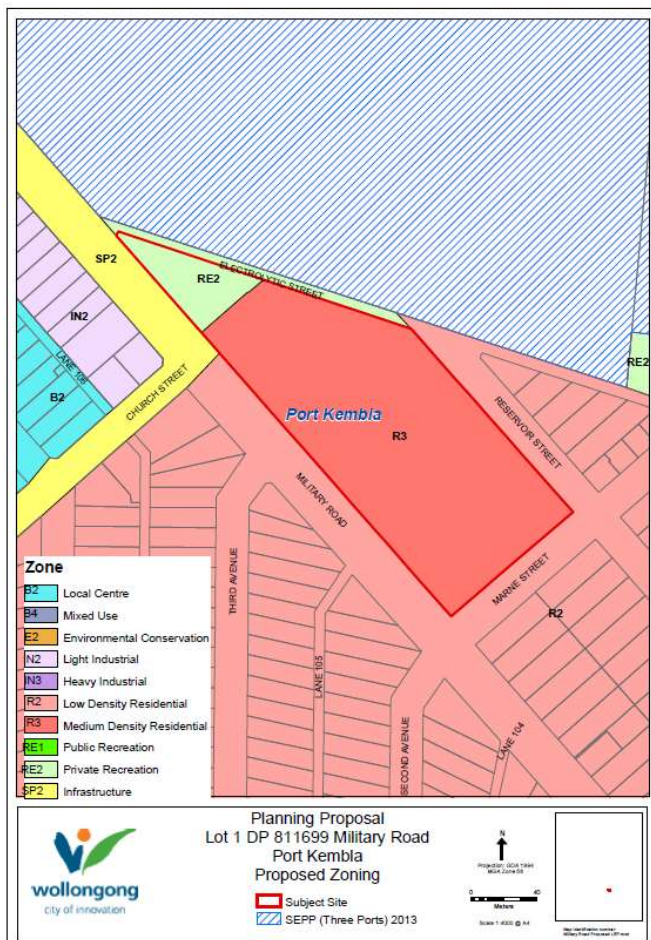 SP2
ELECTROLYTIC STREET
RE2
IN2
LANE 106
B2
CHURCH STREET
RE2
Port Kembla
R3
RESERVOIR STREET
MILITARY ROAD
MARNE STREET
R2
THIRD AVENUE
LANE 105
SECOND AVENUE
LANE 104
Zone
B2 Local Centre
B4 Mixed Use
E2 Environmental Conservation
IN2 Light Industrial
IN3 Heavy Industrial
R2 Low Density Residential
R3 Medium Density Residential
RE1 Public Recreation
RE2 Private Recreation
SP2 Infrastructure
wollongong
city of innovation
Planning Proposal
Lot 1 DP 811699 Military Road
Port Kembla
Proposed Zoning
Subject Site
SEPP (Three Ports) 2013
N
Projection: GDA 1994
MGA Zone 56
0 40
Meters